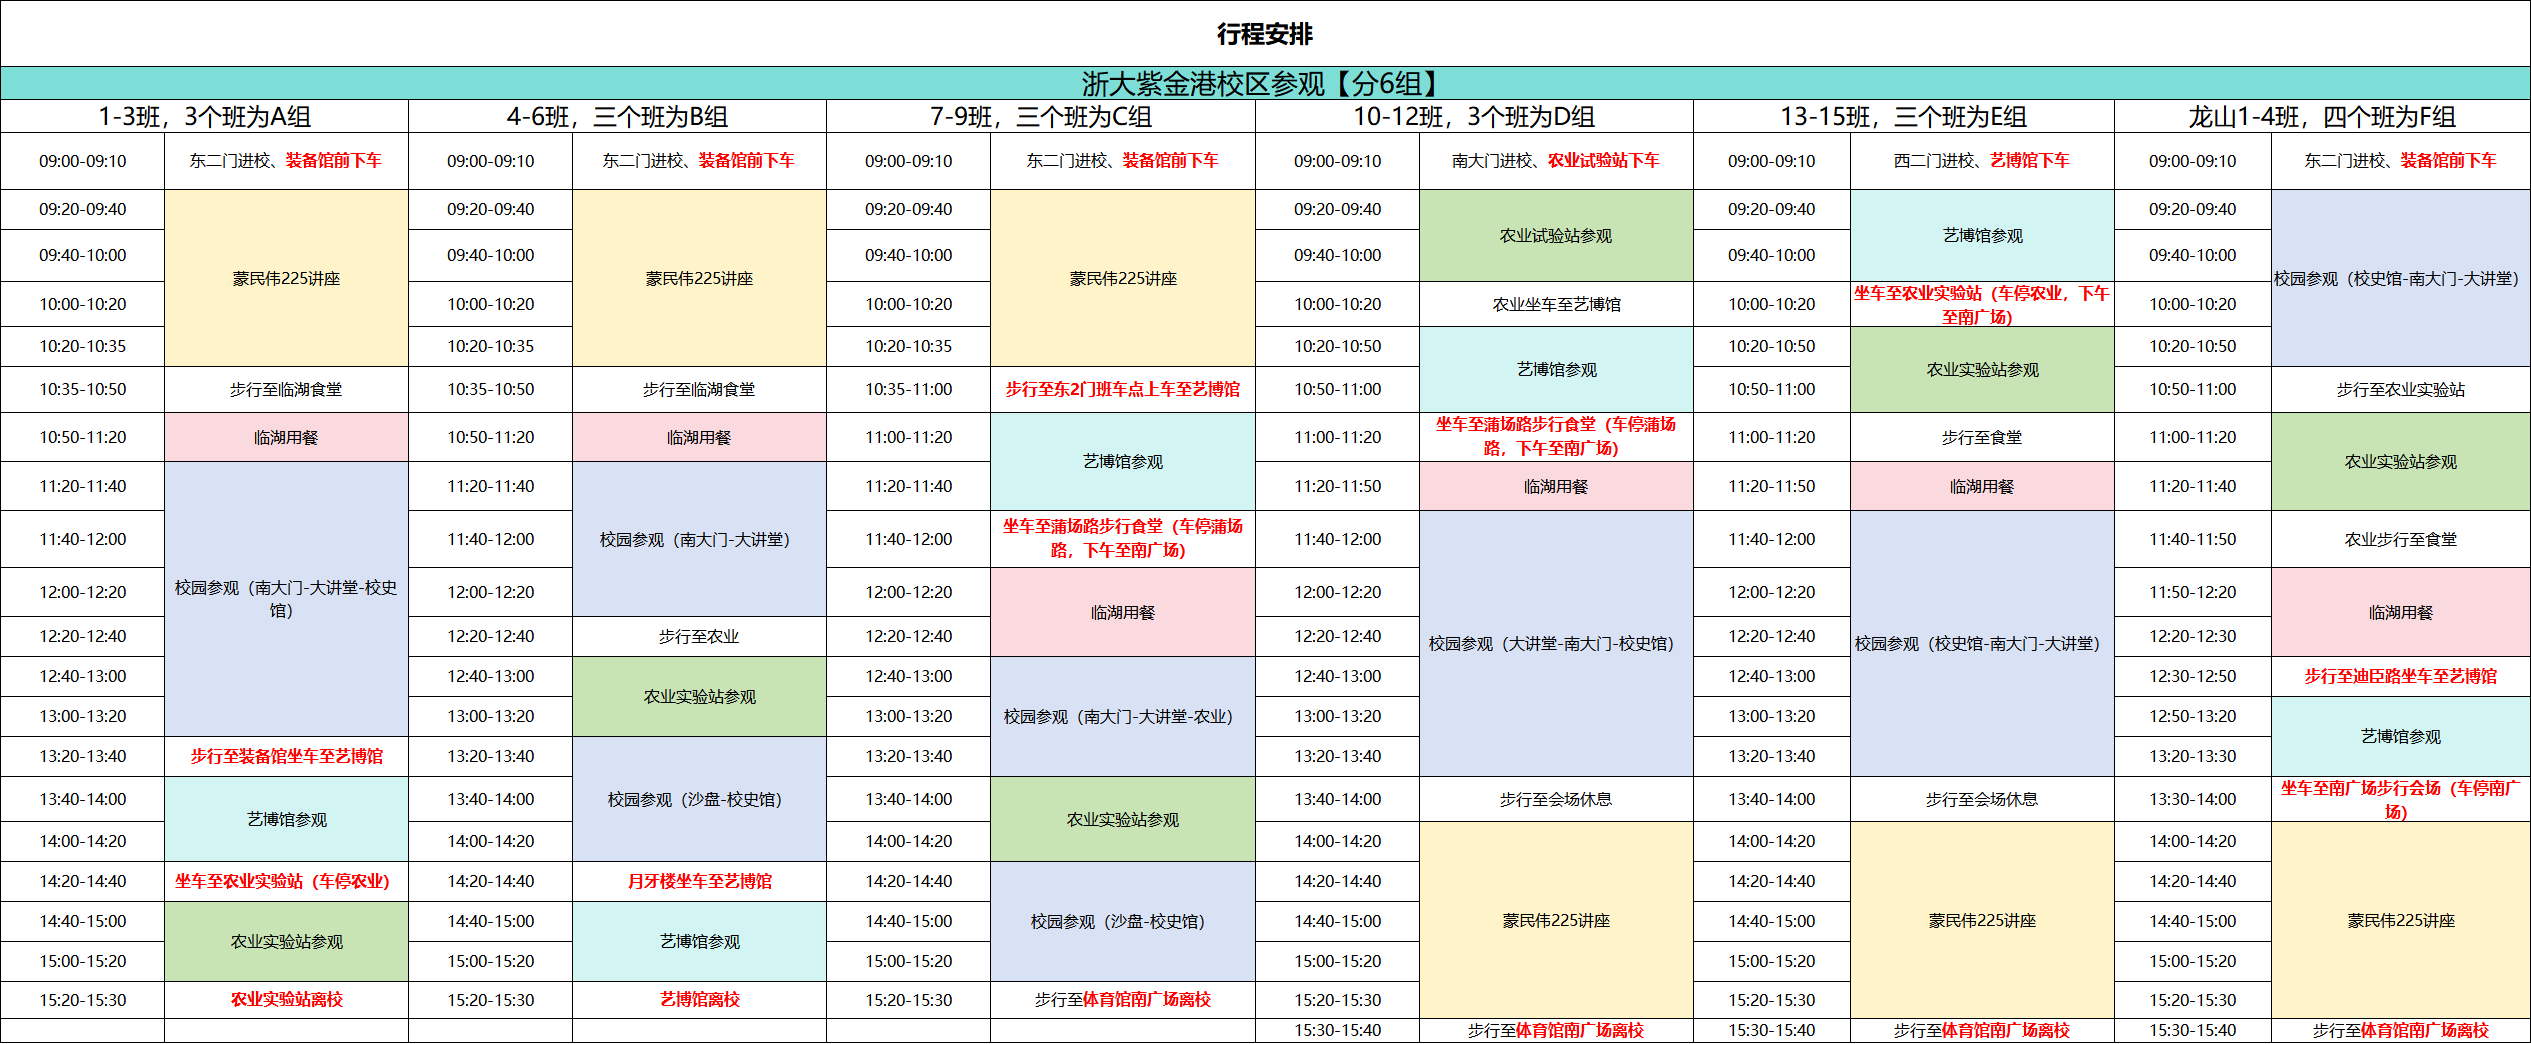 行程安排
浙大紫金港校区参观【分6组】
1-3班，3个班为A组 4-6班，三个班为B组 7-9班，三个班为C组 10-12班，3个班为D组 13-15班，三个班为E组 龙山1-4班，四个班为F组
09:00-09:10 东二门进校、装备馆前下车 09:00-09:10 东二门进校、装备馆前下车 09:00-09:10 东二门进校、装备馆前下车 09:00-09:10 南大门进校、农业试验站下车 09:00-09:10 西二门进校、艺博馆下车 09:00-09:10 东二门进校、装备馆前下车
09:20-09:40 09:20-09:40 09:20-09:40 09:20-09:40 09:20-09:40 09:20-09:40
农业试验站参观 艺博馆参观
09:40-10:00 09:40-10:00 09:40-10:00 09:40-10:00 09:40-10:00 09:40-10:00
蒙民伟225讲座 蒙民伟225讲座 蒙民伟225讲座 校园参观（校史馆-南大门-大讲堂）
10:00-10:20 10:00-10:20 10:00-10:20 10:00-10:20 农业坐车至艺博馆 10:00-10:20 坐车至农业实验站（车停农业，下午
至南广场） 10:00-10:20
10:20-10:35 10:20-10:35 10:20-10:35 10:20-10:50 10:20-10:50 10:20-10:50
艺博馆参观 农业实验站参观
10:35-10:50 步行至临湖食堂 10:35-10:50 步行至临湖食堂 10:35-11:00 步行至东2门班车点上车至艺博馆 10:50-11:00 10:50-11:00 10:50-11:00 步行至农业实验站
10:50-11:20 临湖用餐 10:50-11:20 临湖用餐 11:00-11:20 11:00-11:20 坐车至蒲场路步行食堂（车停蒲场
路，下午至南广场） 11:00-11:20 步行至食堂 11:00-11:20
艺博馆参观 农业实验站参观
11:20-11:40 11:20-11:40 11:20-11:40 11:20-11:50 临湖用餐 11:20-11:50 临湖用餐 11:20-11:40
11:40-12:00 11:40-12:00 校园参观（南大门-大讲堂） 11:40-12:00 坐车至蒲场路步行食堂（车停蒲场
路，下午至南广场） 11:40-12:00 11:40-12:00 11:40-11:50 农业步行至食堂
12:00-12:20 校园参观（南大门-大讲堂-校史
馆） 12:00-12:20 12:00-12:20 12:00-12:20 12:00-12:20 11:50-12:20
临湖用餐 临湖用餐
12:20-12:40 12:20-12:40 步行至农业 12:20-12:40 12:20-12:40 校园参观（大讲堂-南大门-校史馆） 12:20-12:40 校园参观（校史馆-南大门-大讲堂） 12:20-12:30
12:40-13:00 12:40-13:00 12:40-13:00 12:40-13:00 12:40-13:00 12:30-12:50 步行至迪臣路坐车至艺博馆
农业实验站参观
13:00-13:20 13:00-13:20 13:00-13:20 校园参观（南大门-大讲堂-农业） 13:00-13:20 13:00-13:20 12:50-13:20
艺博馆参观
13:20-13:40 步行至装备馆坐车至艺博馆 13:20-13:40 13:20-13:40 13:20-13:40 13:20-13:40 13:20-13:30
13:40-14:00 13:40-14:00 校园参观（沙盘-校史馆） 13:40-14:00 13:40-14:00 步行至会场休息 13:40-14:00 步行至会场休息 13:30-14:00 坐车至南广场步行会场（车停南广
场）
艺博馆参观 农业实验站参观
14:00-14:20 14:00-14:20 14:00-14:20 14:00-14:20 14:00-14:20 14:00-14:20
14:20-14:40 坐车至农业实验站（车停农业） 14:20-14:40 月牙楼坐车至艺博馆 14:20-14:40 14:20-14:40 14:20-14:40 14:20-14:40
14:40-15:00 14:40-15:00 14:40-15:00 校园参观（沙盘-校史馆） 14:40-15:00 蒙民伟225讲座 14:40-15:00 蒙民伟225讲座 14:40-15:00 蒙民伟225讲座
农业实验站参观 艺博馆参观
15:00-15:20 15:00-15:20 15:00-15:20 15:00-15:20 15:00-15:20 15:00-15:20
15:20-15:30 农业实验站离校 15:20-15:30 艺博馆离校 15:20-15:30 步行至体育馆南广场离校 15:20-15:30 15:20-15:30 15:20-15:30
15:30-15:40 步行至体育馆南广场离校 15:30-15:40 步行至体育馆南广场离校 15:30-15:40 步行至体育馆南广场离校